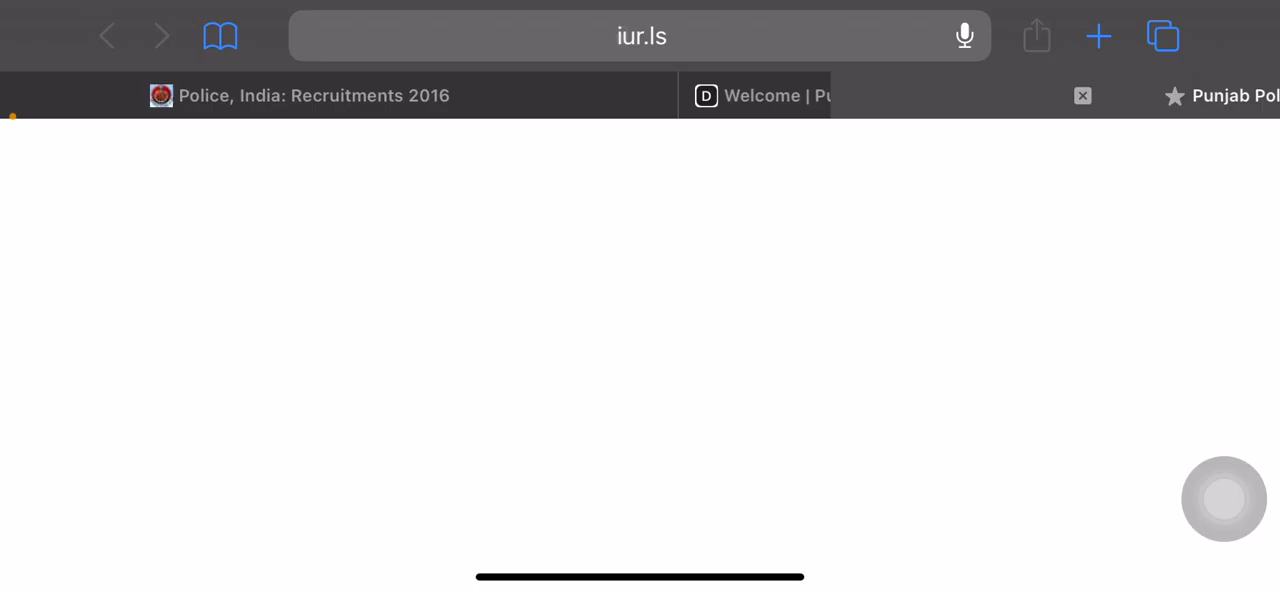 iur.ls
Police, India: Recruitments 2016
D Welcome | Pu
Punjab Pol